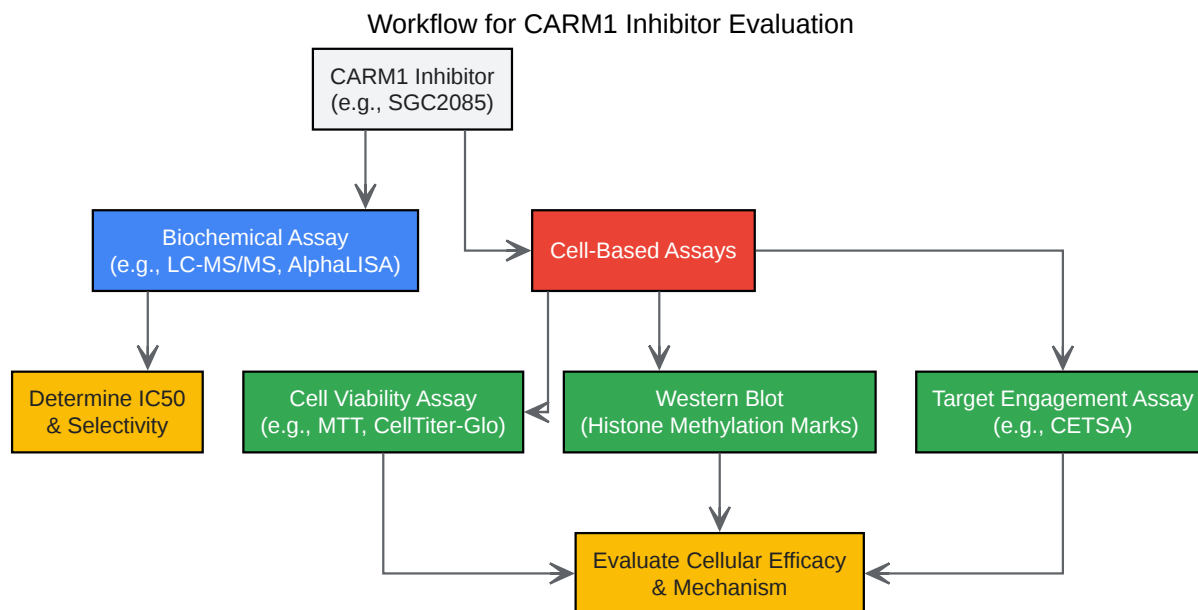 Workflow for CARM1 Inhibitor Evaluation
CARM1 Inhibitor
(e.g., SGC2085)
Biochemical Assay
(e.g., LC-MS/MS, AlphaLISA)
Cell-Based Assays
Determine IC50
& Selectivity
Cell Viability Assay
(e.g., MTT, CellTiter-Glo)
Western Blot
(Histone Methylation Marks)
Target Engagement Assay
(e.g., CETSA)
Evaluate Cellular Efficacy
& Mechanism